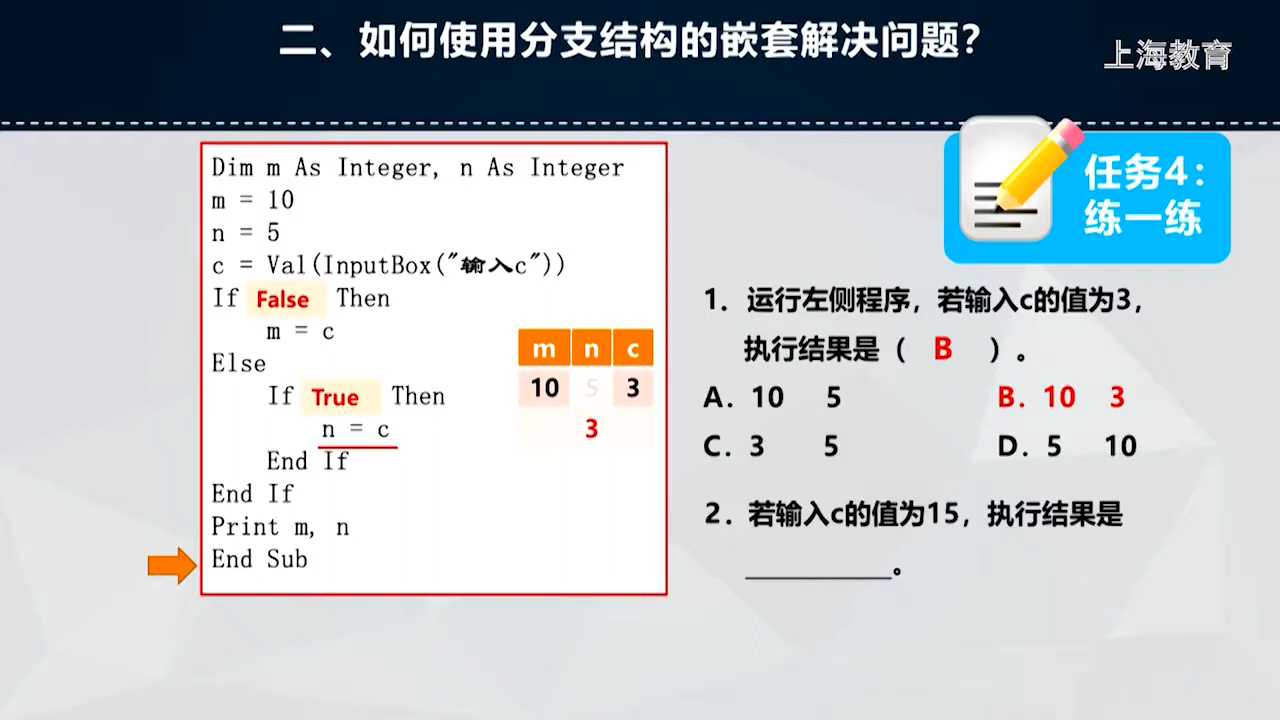 二、如何使用分支结构的嵌套解决问题?
上海教育
任务4:
练一练
Dim m As Integer, n As Integer
m = 10
n = 5
c = Val(InputBox("输入c"))
If False Then
m = c
Else
If True Then
n = c
End If
End If
Print m, n
End Sub
m n c
10 5 3
3
1. 运行左侧程序，若输入c的值为3，
执行结果是（ B ）。
A. 10 5 B. 10 3
C. 3 5 D. 5 10
2. 若输入c的值为15，执行结果是
__________。